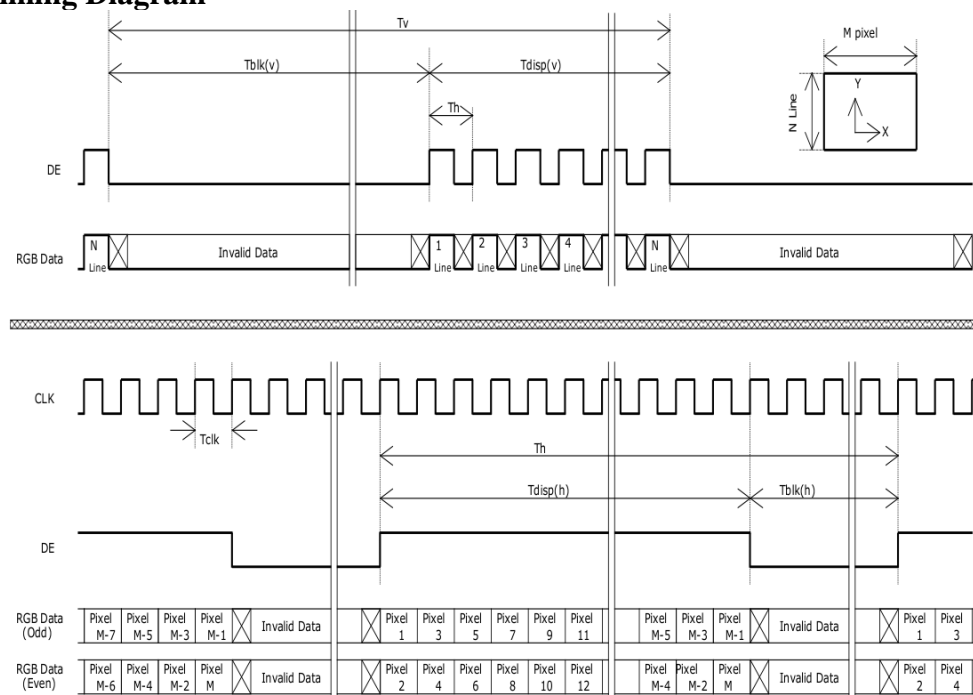 Timing Diagram
Tv
Tblk(v) Tdisp(v)
Th
M pixel
N Line
Y
X
DE
RGB Data
N Line
Invalid Data
1 Line
2 Line
3 Line
4 Line
N Line
Invalid Data
CLK
Tclk
Th
Tdisp(h) Tblk(h)
DE
RGB Data
(Odd)
Pixel Pixel Pixel Pixel Invalid Data Pixel Pixel Pixel Pixel Pixel Pixel Pixel Pixel Pixel Invalid Data Pixel Pixel
M-7 M-5 M-3 M-1 1 3 5 7 9 11 M-5 M-3 M-1 1 3
RGB Data
(Even)
Pixel Pixel Pixel Pixel Invalid Data Pixel Pixel Pixel Pixel Pixel Pixel Pixel Pixel Pixel Invalid Data Pixel Pixel
M-6 M-4 M-2 M 2 4 6 8 10 12 M-4 M-2 M 2 4